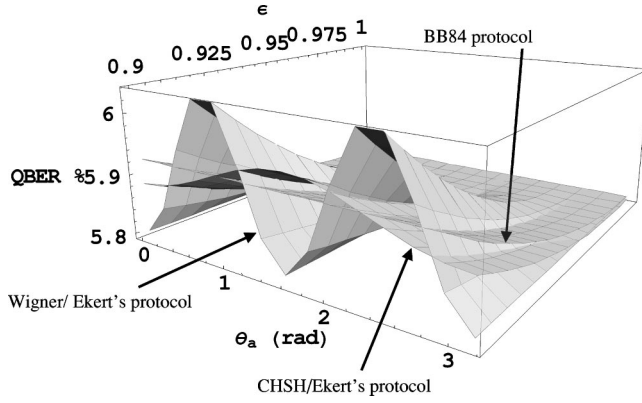 ϵ
BB84 protocol
0.9 0.925 0.95 0.975 1
6
QBER %5.9
5.8
0 1 2 3
Wigner/ Ekert's protocol
θa (rad)
CHSH/Ekert's protocol